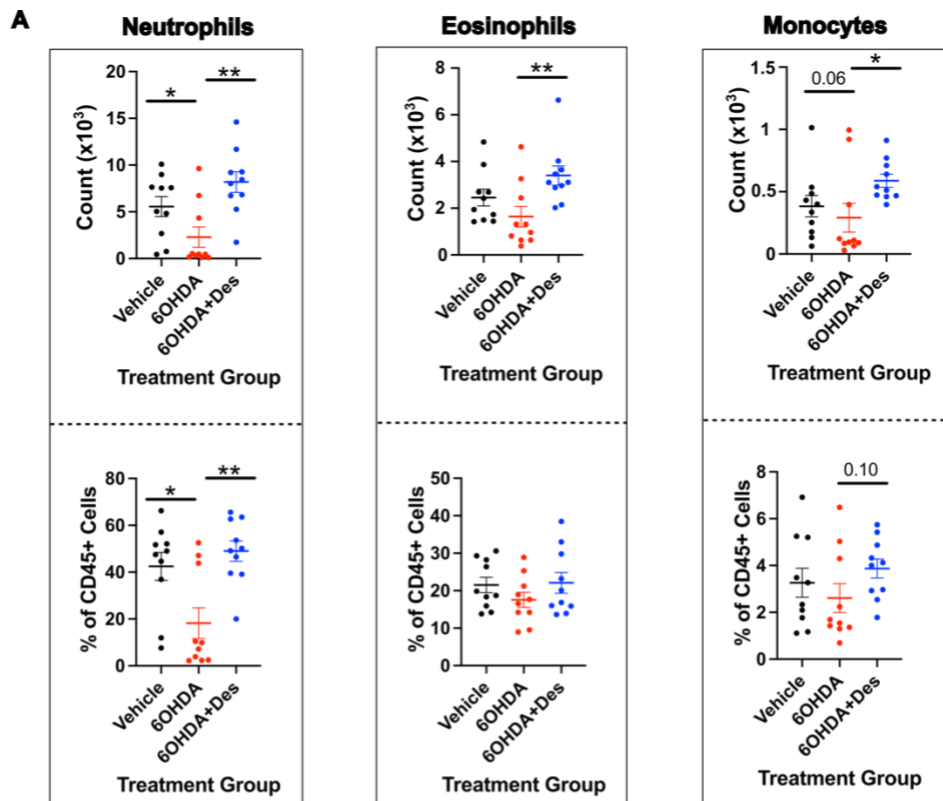 A
Neutrophils
Eosinophils
Monocytes
Count (x10³)
20
15
10
5
0
*
**
Vehicle
6OHDA
6OHDA+Des
Treatment Group
Count (x10³)
8
6
4
2
0
**
Vehicle
6OHDA
6OHDA+Des
Treatment Group
Count (x10³)
1.5
1
0.5
0
0.06
*
Vehicle
6OHDA
6OHDA+Des
Treatment Group
% of CD45+ Cells
80
60
40
20
0
*
**
Vehicle
6OHDA
6OHDA+Des
Treatment Group
% of CD45+ Cells
50
40
30
20
10
0
Vehicle
6OHDA
6OHDA+Des
Treatment Group
% of CD45+ Cells
8
6
4
2
0
0.10
Vehicle
6OHDA
6OHDA+Des
Treatment Group